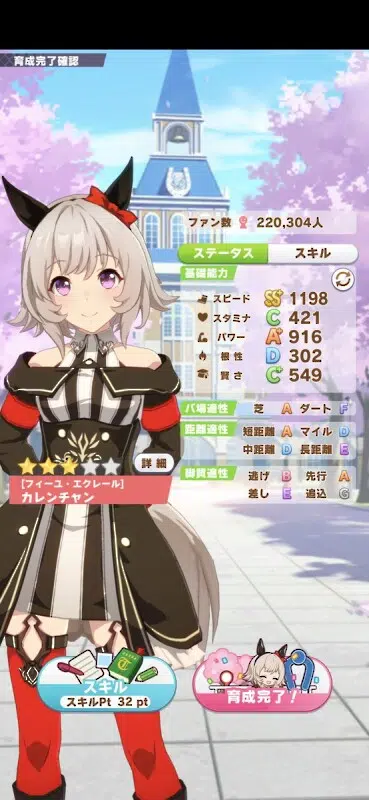 育成完了確認
ファン数 220,304人
ステータス スキル
基礎能力
スピード SS+ 1198
スタミナ C 421
パワー A+ 916
根性 D 302
賢さ C+ 549
バ場適性 芝 A ダート F
距離適性 短距離 A マイル D
中距離 D 長距離 E
脚質適性 逃げ B 先行 A
差し E 追込 G
詳細
[フィーユ・エクレール]
カレンチャン
スキル
スキルPt 32 pt
育成完了!